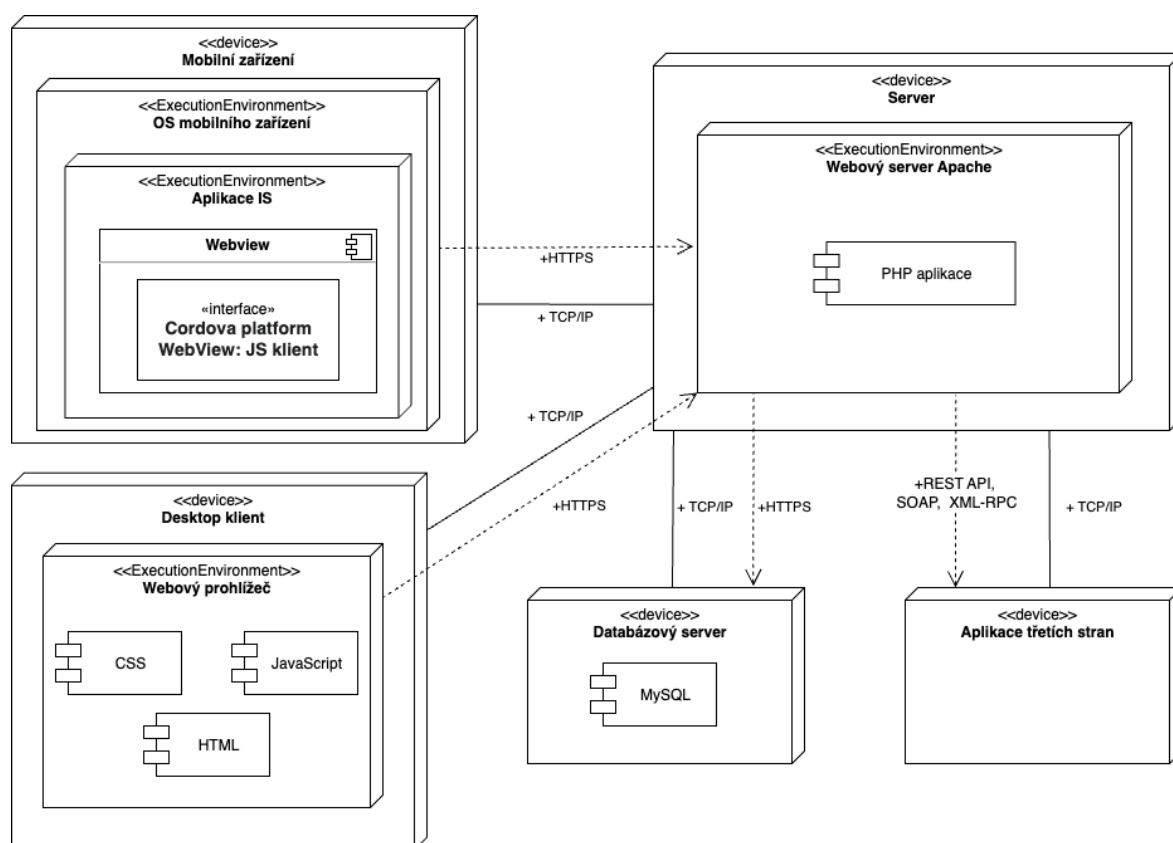 <<device>>
Mobilní zařízení
<<ExecutionEnvironment>>
OS mobilního zařízení
<<ExecutionEnvironment>>
Aplikace IS
Webview
«interface»
Cordova platform
WebView: JS klient
+HTTPS
+ TCP/IP
<<device>>
Server
<<ExecutionEnvironment>>
Webový server Apache
PHP aplikace
+ TCP/IP
+HTTPS
+ TCP/IP
+HTTPS
+REST API,
SOAP, XML-RPC
+ TCP/IP
<<device>>
Desktop klient
<<ExecutionEnvironment>>
Webový prohlížeč
CSS
JavaScript
HTML
<<device>>
Databázový server
MySQL
<<device>>
Aplikace třetích stran